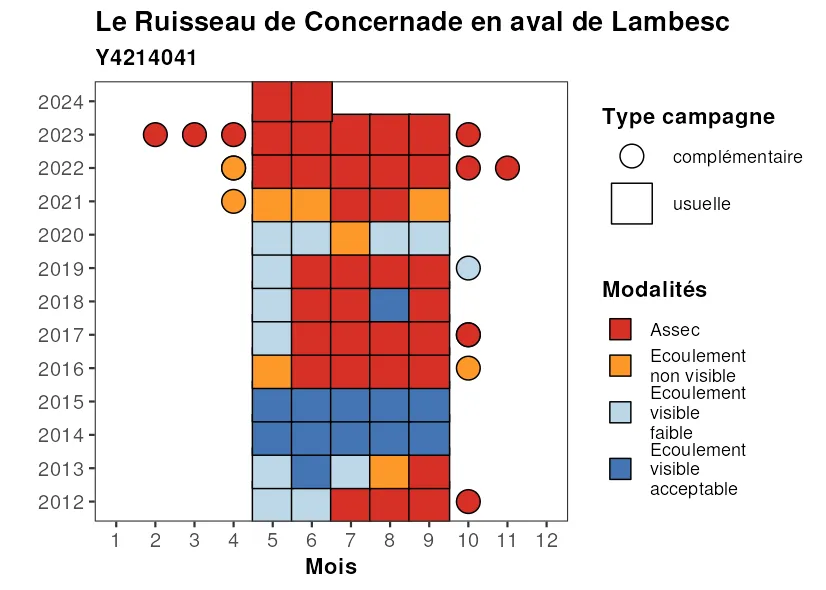 Le Ruisseau de Concernade en aval de Lambesc
Y4214041
2024
2023
2022
2021
2020
2019
2018
2017
2016
2015
2014
2013
2012
1 2 3 4 5 6 7 8 9 10 11 12
Mois
Type campagne
complémentaire
usuelle
Modalités
Assec
Ecoulement
non visible
Ecoulement
visible
faible
Ecoulement
visible
acceptable